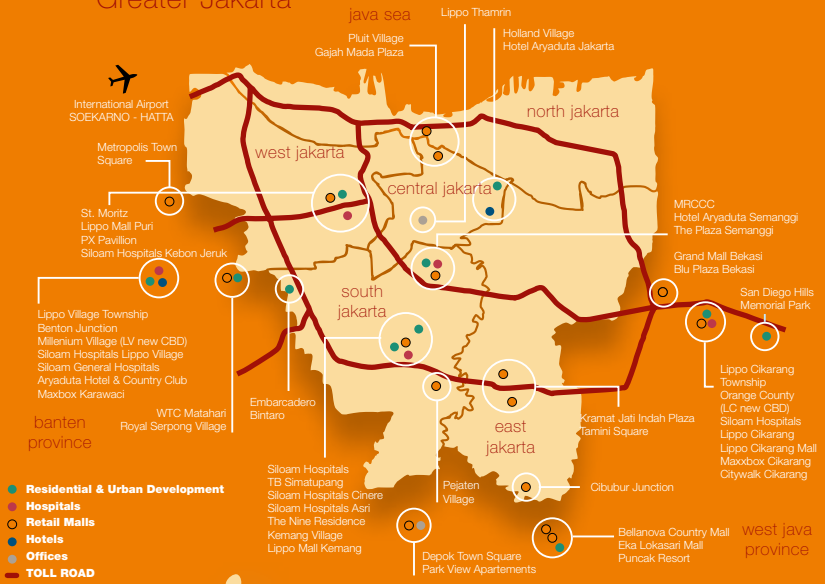 Greater Jakarta
java sea
Lippo Thamrin
Pluit Village
Gajah Mada Plaza
Holland Village
Hotel Aryaduta Jakarta
International Airport
SOEKARNO - HATTA
north jakarta
Metropolis Town
Square
west jakarta
central jakarta
St. Moritz
Lippo Mall Puri
PX Pavillion
Siloam Hospitals Kebon Jeruk
MRCCC
Hotel Aryaduta Semanggi
The Plaza Semanggi
Grand Mall Bekasi
Blu Plaza Bekasi
San Diego Hills
Memorial Park
south
jakarta
Lippo Village Township
Benton Junction
Millenium Village (LV new CBD)
Siloam Hospitals Lippo Village
Siloam General Hospitals
Aryaduta Hotel & Country Club
Maxbox Karawaci
Lippo Cikarang
Township
Orange County
(LC new CBD)
Siloam Hospitals
Lippo Cikarang
Lippo Cikarang Mall
Maxxbox Cikarang
Citywalk Cikarang
banten
province
WTC Matahari
Royal Serpong Village
Embarcadero
Bintaro
Kramat Jati Indah Plaza
Tamini Square
east
jakarta
Siloam Hospitals
TB Simatupang
Siloam Hospitals Cinere
Siloam Hospitals Asri
The Nine Residence
Kemang Village
Lippo Mall Kemang
Pejaten
Village
Cibubur Junction
Residential & Urban Development
Hospitals
Retail Malls
Hotels
Offices
TOLL ROAD
Depok Town Square
Park View Apartements
Bellanova Country Mall
Eka Lokasari Mall
Puncak Resort
west java
province